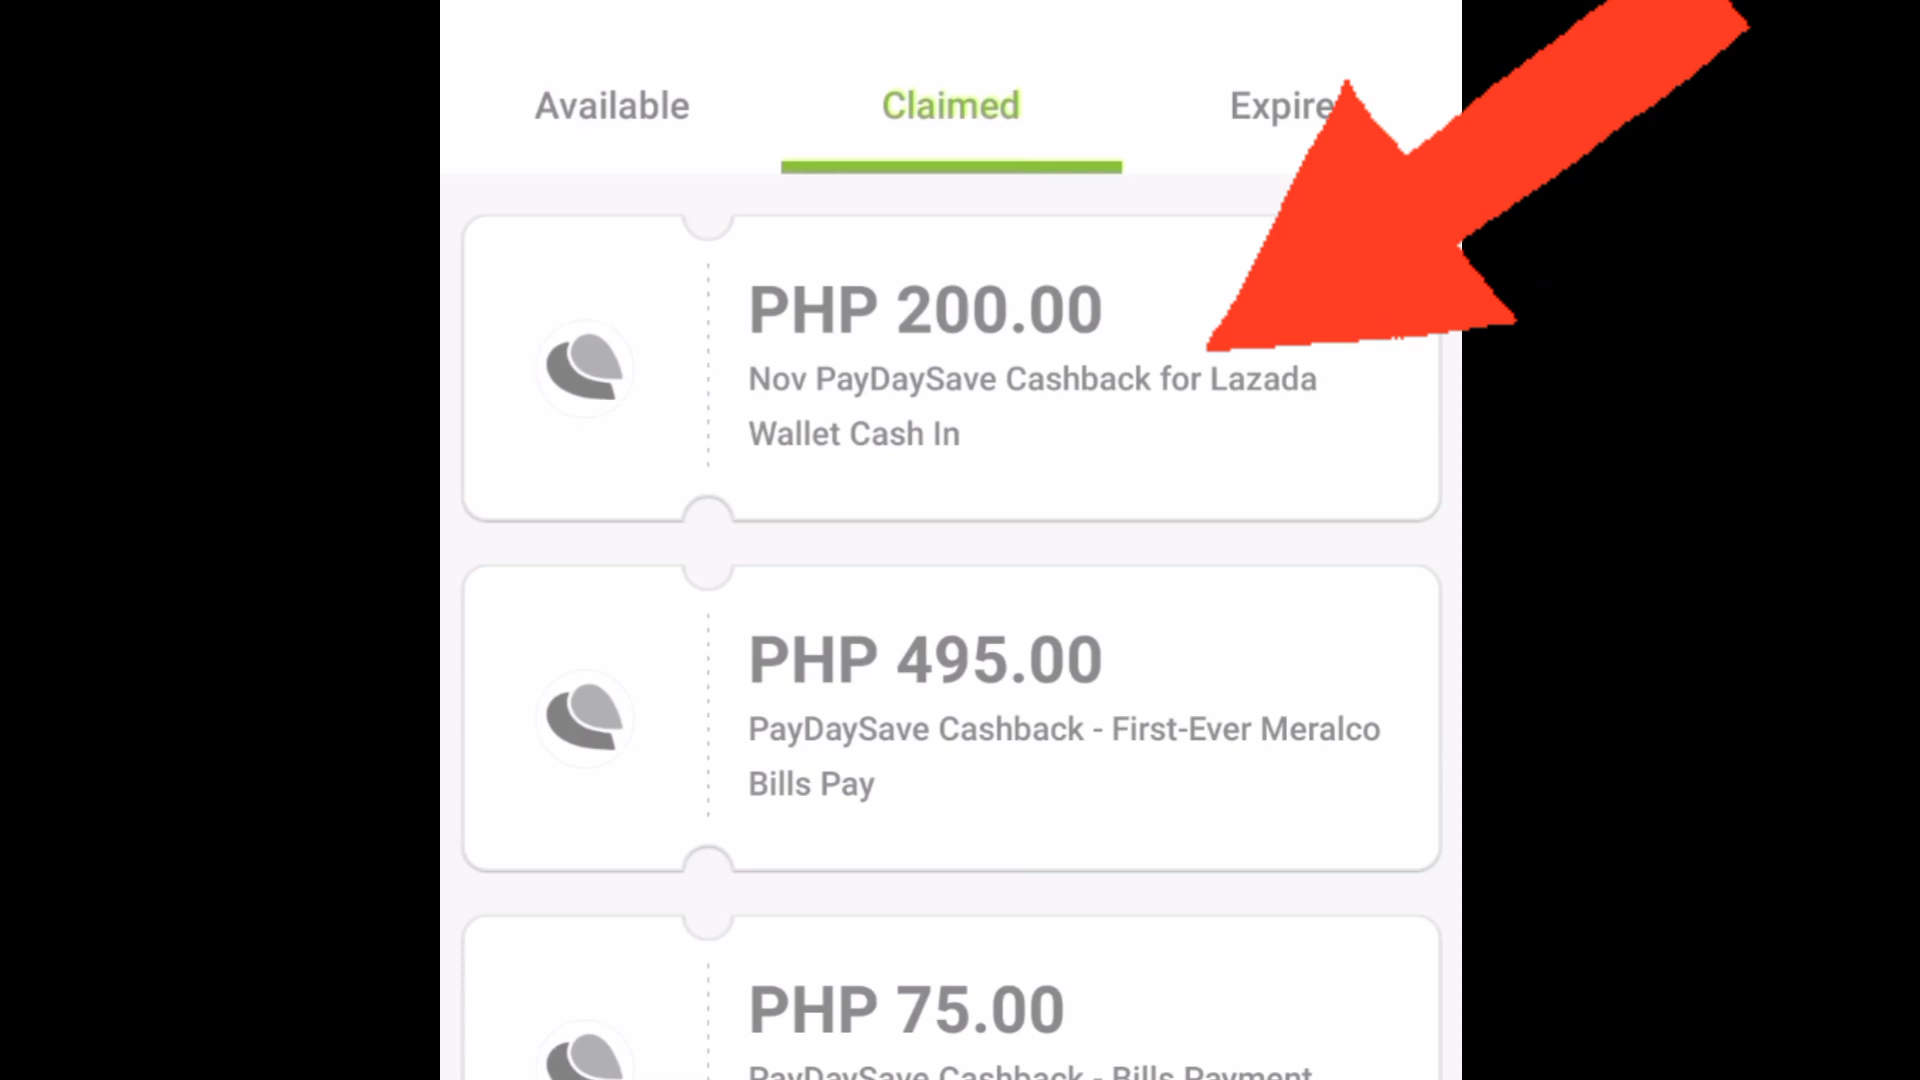 Available Claimed Expire
PHP 200.00
Nov PayDaySave Cashback for Lazada
Wallet Cash In
PHP 495.00
PayDaySave Cashback - First-Ever Meralco
Bills Pay
PHP 75.00
PayDaySave Cashback - Bills Payment